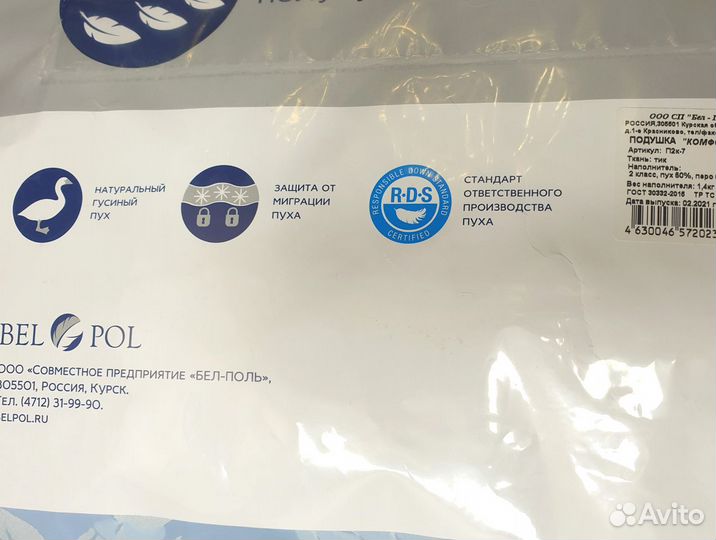 НАТУРАЛЬНЫЙ
ГУСИНЫЙ
ПУХ
ЗАЩИТА ОТ
МИГРАЦИИ
ПУХА
RESPONSIBLE DOWN STANDARD
R·D·S
CERTIFIED
СТАНДАРТ
ОТВЕТСТВЕННОГО
ПРОИЗВОДСТВА
ПУХА
ООО СП "Бел -
РОССИЯ,305501 Курская
д.1-е Красниково, тел/фак
ПОДУШКА "КОМФ
Артикул: П2к-7
Ткань: тик
Наполнитель:
2 класс, пух 50%, перо
Вес наполнителя: 1,4кг
ГОСТ 30332-2015 ТР ТС
Дата выпуска: 02.2021
4 630046 572023
BEL POL
ООО «СОВМЕСТНОЕ ПРЕДПРИЯТИЕ «БЕЛ-ПОЛЬ»,
305501, РОССИЯ, КУРСК.
ТЕЛ. (4712) 31-99-90.
BELPOL.RU
Avito